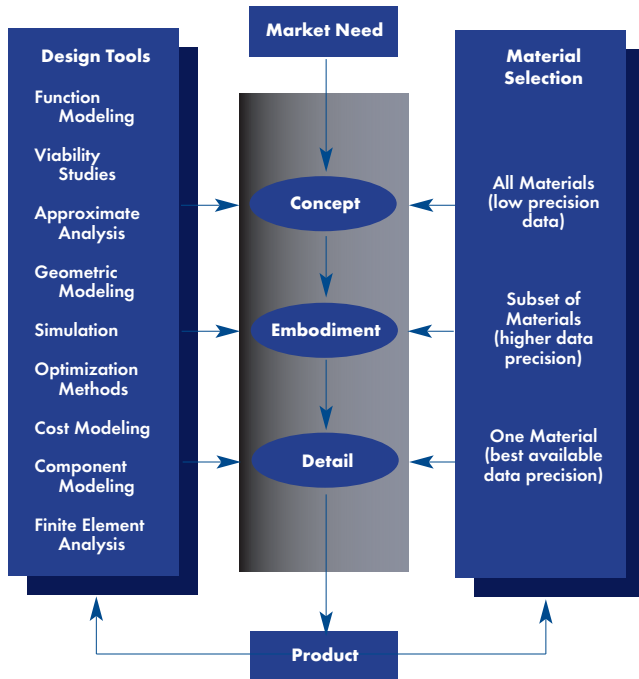 Market Need
Design Tools
Function
Modeling
Viability
Studies
Approximate
Analysis
Geometric
Modeling
Simulation
Optimization
Methods
Cost Modeling
Component
Modeling
Finite Element
Analysis
Concept
Embodiment
Detail
Product
Material
Selection
All Materials
(low precision
data)
Subset of
Materials
(higher data
precision)
One Material
(best available
data precision)